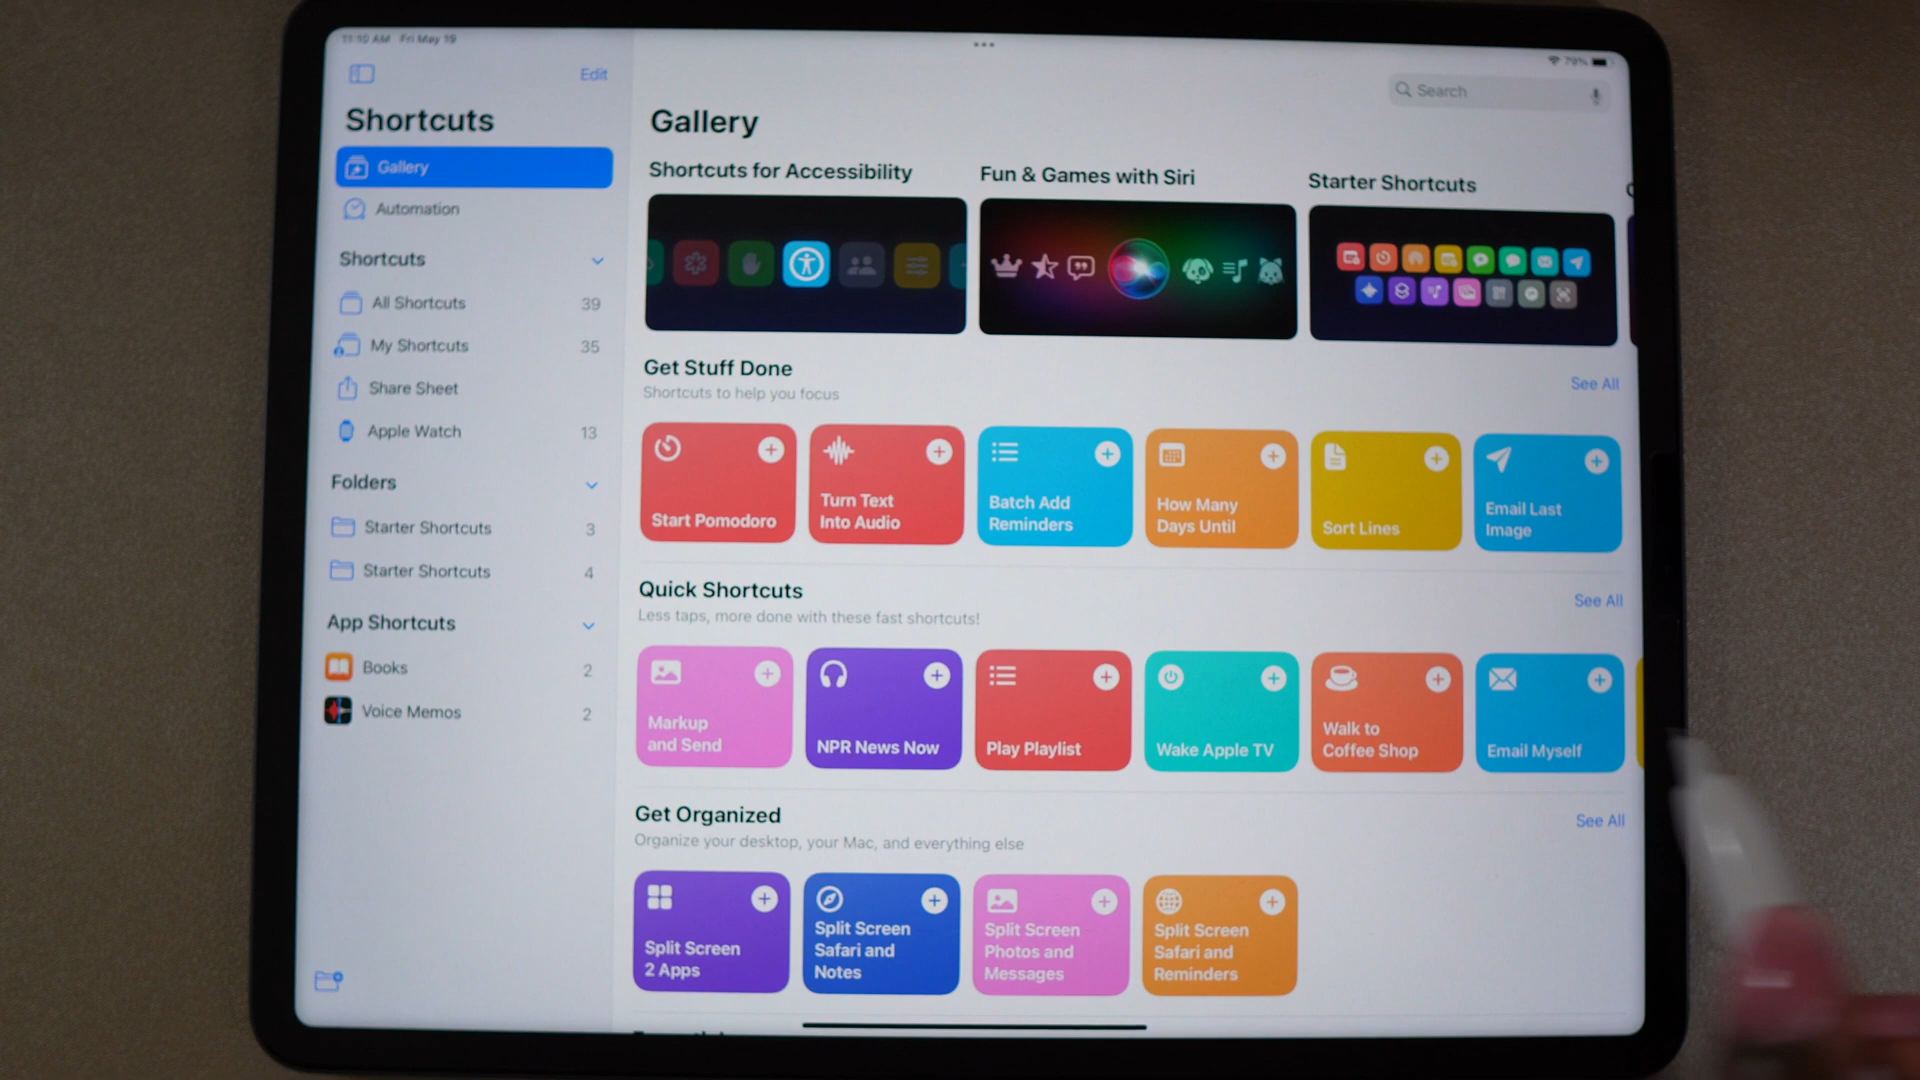 11:10 AM Fri May 19
79%
Edit
Shortcuts
Gallery
Automation
Shortcuts
All Shortcuts 39
My Shortcuts 35
Share Sheet
Apple Watch 13
Folders
Starter Shortcuts 3
Starter Shortcuts 4
App Shortcuts
Books 2
Voice Memos 2
Search
Gallery
Shortcuts for Accessibility
Fun & Games with Siri
Starter Shortcuts
Get Stuff Done
See All
Shortcuts to help you focus
Start Pomodoro
Turn Text
Into Audio
Batch Add
Reminders
How Many
Days Until
Sort Lines
Email Last
Image
Quick Shortcuts
See All
Less taps, more done with these fast shortcuts!
Markup
and Send
NPR News Now
Play Playlist
Wake Apple TV
Walk to
Coffee Shop
Email Myself
Get Organized
See All
Organize your desktop, your Mac, and everything else
Split Screen
2 Apps
Split Screen
Safari and
Notes
Split Screen
Photos and
Messages
Split Screen
Safari and
Reminders